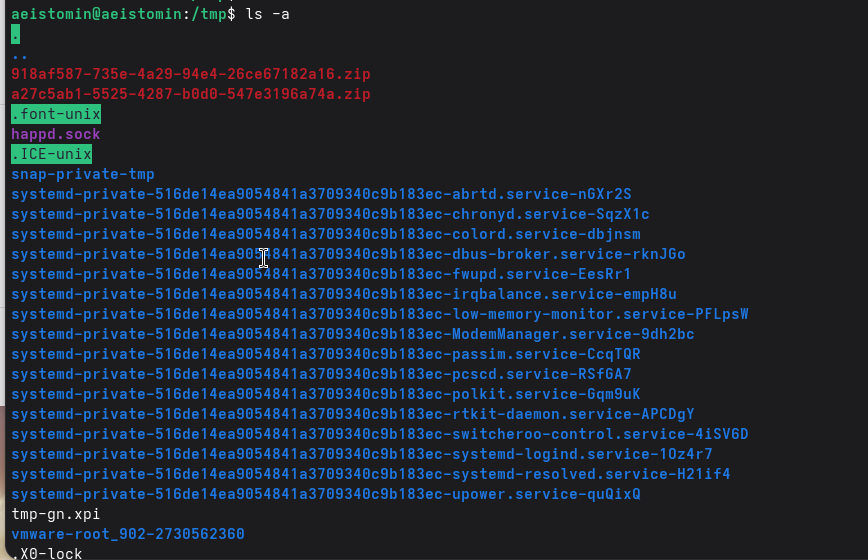 aeistomin@aeistomin:/tmp$ ls -a
.
..
918af587-735e-4a29-94e4-26ce67182a16.zip
a27c5ab1-5525-4287-b0d0-547e3196a74a.zip
.font-unix
happd.sock
.ICE-unix
snap-private-tmp
systemd-private-516de14ea9054841a3709340c9b183ec-abrtd.service-nGXr2S
systemd-private-516de14ea9054841a3709340c9b183ec-chronyd.service-SqzX1c
systemd-private-516de14ea9054841a3709340c9b183ec-colord.service-dbjnsm
systemd-private-516de14ea9054841a3709340c9b183ec-dbus-broker.service-rknJGo
systemd-private-516de14ea9054841a3709340c9b183ec-fwupd.service-EesRr1
systemd-private-516de14ea9054841a3709340c9b183ec-irqbalance.service-empH8u
systemd-private-516de14ea9054841a3709340c9b183ec-low-memory-monitor.service-PFLpsW
systemd-private-516de14ea9054841a3709340c9b183ec-ModemManager.service-9dh2bc
systemd-private-516de14ea9054841a3709340c9b183ec-passim.service-CcqTQR
systemd-private-516de14ea9054841a3709340c9b183ec-pcscd.service-RSfGA7
systemd-private-516de14ea9054841a3709340c9b183ec-polkit.service-Gqm9uK
systemd-private-516de14ea9054841a3709340c9b183ec-rtkit-daemon.service-APCDgY
systemd-private-516de14ea9054841a3709340c9b183ec-switcheroo-control.service-4iSV6D
systemd-private-516de14ea9054841a3709340c9b183ec-systemd-logind.service-1Oz4r7
systemd-private-516de14ea9054841a3709340c9b183ec-systemd-resolved.service-H21if4
systemd-private-516de14ea9054841a3709340c9b183ec-upower.service-quQixQ
tmp-gn.xpi
vmware-root_902-2730562360
.X0-lock